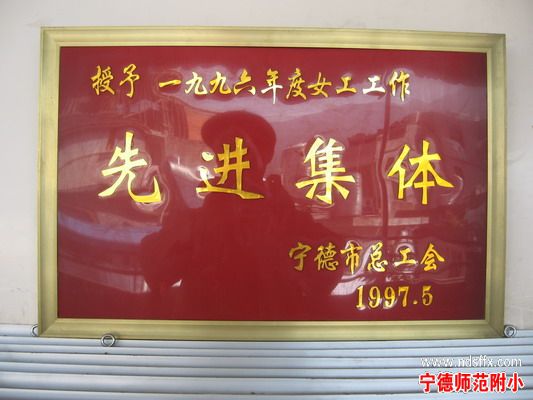 授予 一九九六年度女工工作
先进集体
宁德市总工会
1997.5
www.ndsffx.com
宁德师范附小